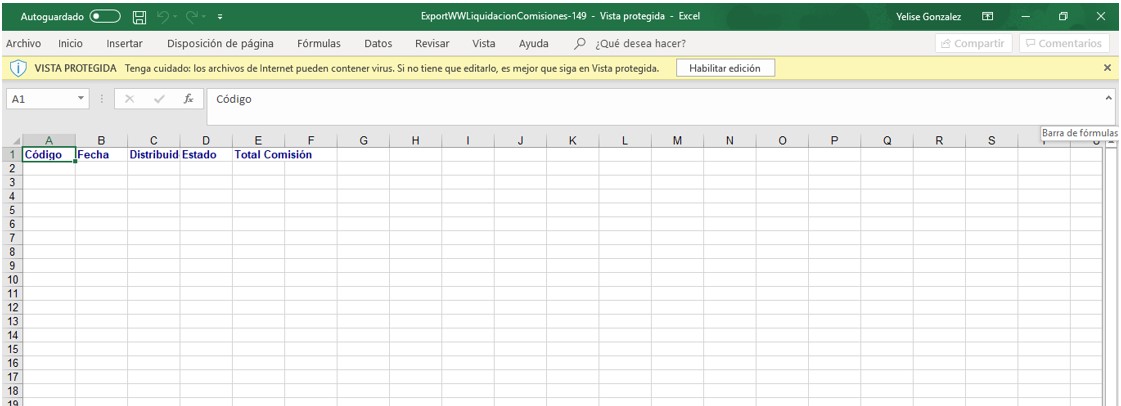 Autoguardado ExportWWLiquidacionComisiones-149 - Vista protegida - Excel Yelise Gonzalez
Archivo Inicio Insertar Disposición de página Fórmulas Datos Revisar Vista Ayuda ¿Qué desea hacer? Compartir Comentarios
VISTA PROTEGIDA Tenga cuidado: los archivos de Internet pueden contener virus. Si no tiene que editarlo, es mejor que siga en Vista protegida. Habilitar edición
A1 fx Código
Barra de fórmulas
A B C D E F G H I J K L M N O P Q R S
1 Código Fecha Distribuid Estado Total Comisión
2
3
4
5
6
7
8
9
10
11
12
13
14
15
16
17
18
19